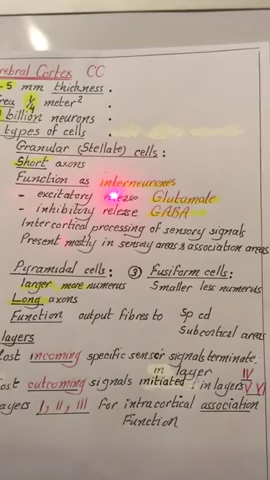 erebral Cortex CC
5 mm thickness.
rea 1/4 meter²
billion neurons
types of cells.
Granular (Stellate) cells:
Short axons
Function as interneurones
- excitatory Glutamate
- inhibitory release GABA
Intercortical processing of sensory signals
Present mostly in sensory areas & association areas
Pyramidal cells: ③ Fusiform cells:
larger more numerous Smaller less numerous
Long axons
Function output fibres to Sp cd
Subcortical areas
layers
ost incoming specific sensor signals terminate
in layer IV
ost outcoming signals initiated: in layers V VI
ayers I, II, III For intracortical association
Function